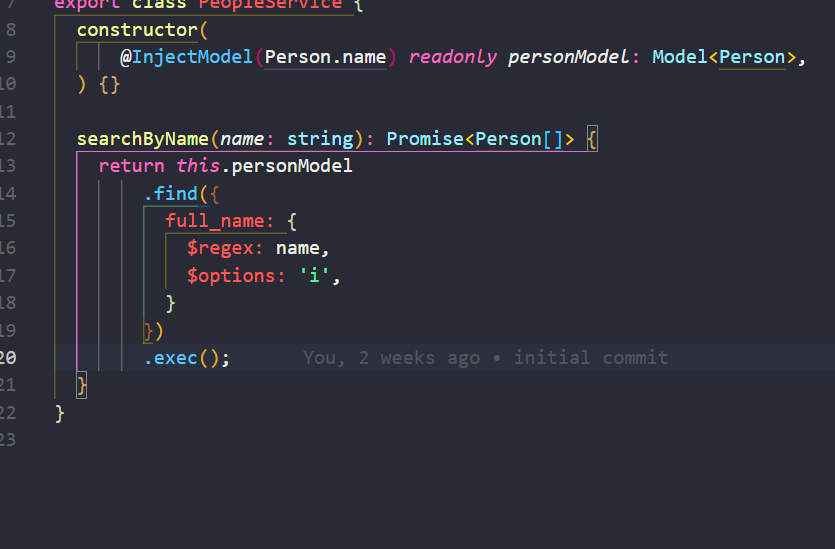 7 export class PeopleService {
8 constructor(
9 @InjectModel(Person.name) readonly personModel: Model<Person>,
10 ) {}
11
12 searchByName(name: string): Promise<Person[]> {
13 return this.personModel
14 .find({
15 full_name: {
16 $regex: name,
17 $options: 'i',
18 }
19 })
20 .exec(); You, 2 weeks ago • initial commit
21 }
22 }
23